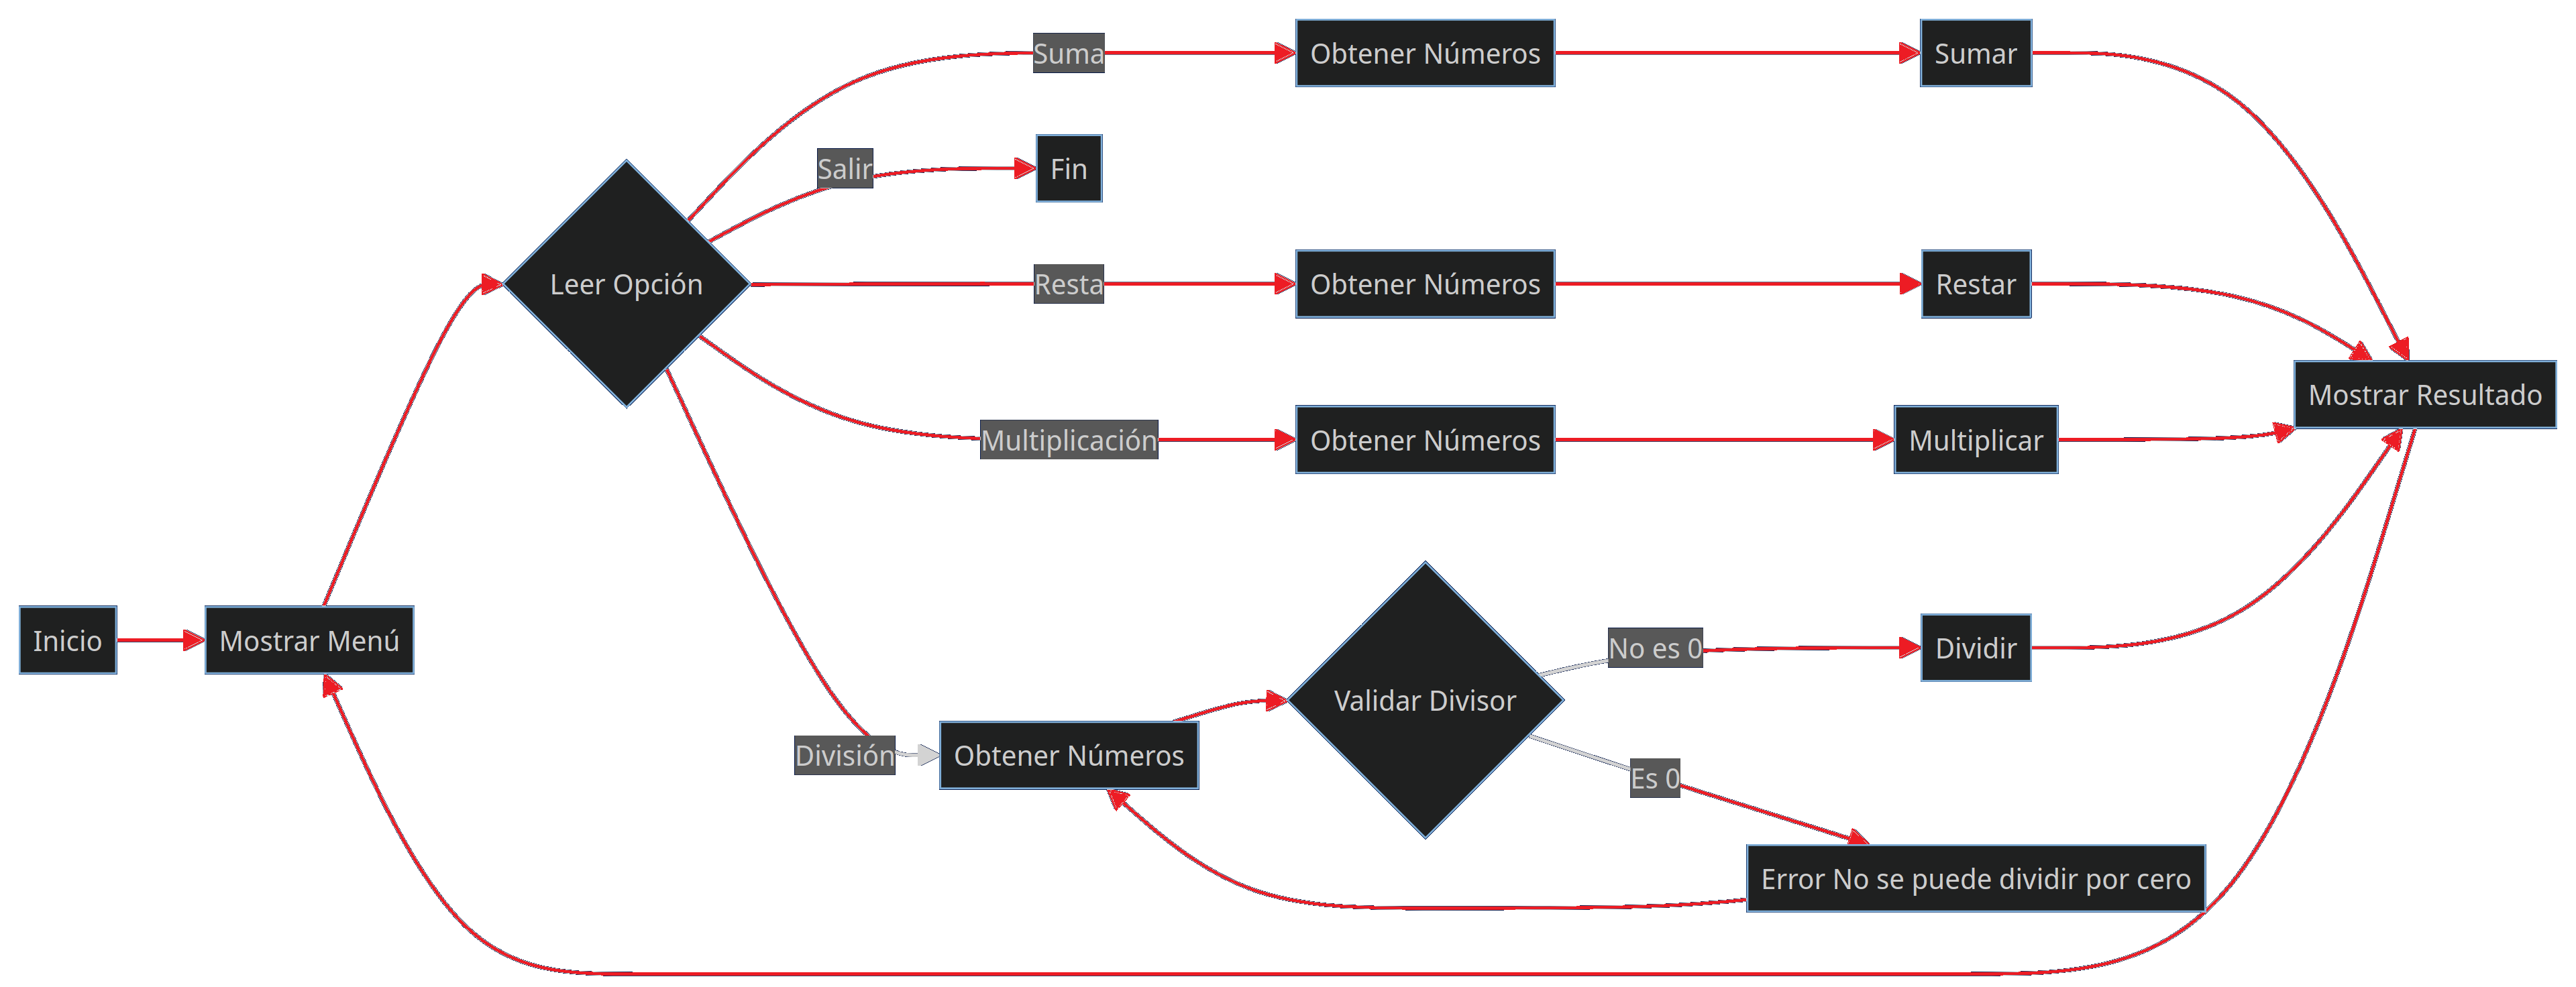 Inicio
Mostrar Menú
Leer Opción
Suma
Obtener Números
Sumar
Salir
Fin
Resta
Obtener Números
Restar
Mostrar Resultado
Multiplicación
Obtener Números
Multiplicar
División
Obtener Números
Validar Divisor
No es 0
Dividir
Es 0
Error No se puede dividir por cero